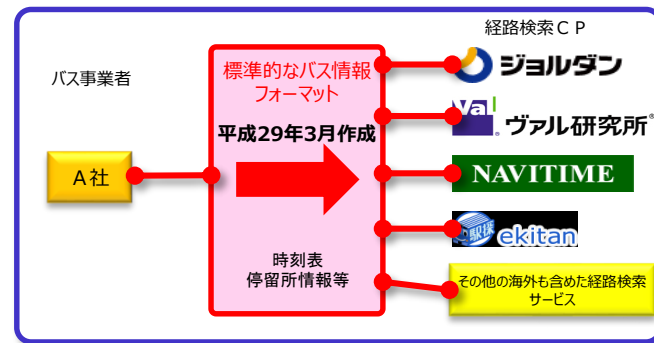 経路検索CP
バス事業者
標準的なバス情報
フォーマット
平成29年3月作成
A社
時刻表
停留所情報等
ジョルダン
Val
ヴァル研究所®
NAVITIME
駅探
ekitan
その他の海外も含めた経路検索
サービス